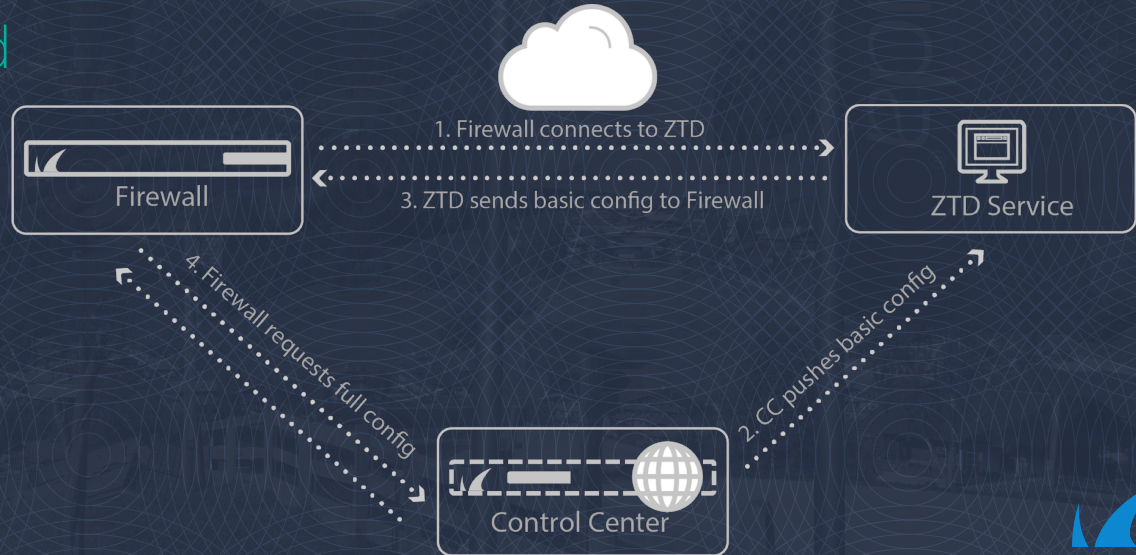 1. Firewall connects to ZTD
3. ZTD sends basic config to Firewall
Firewall
ZTD Service
4. Firewall requests full config
2. CC pushes basic config
Control Center